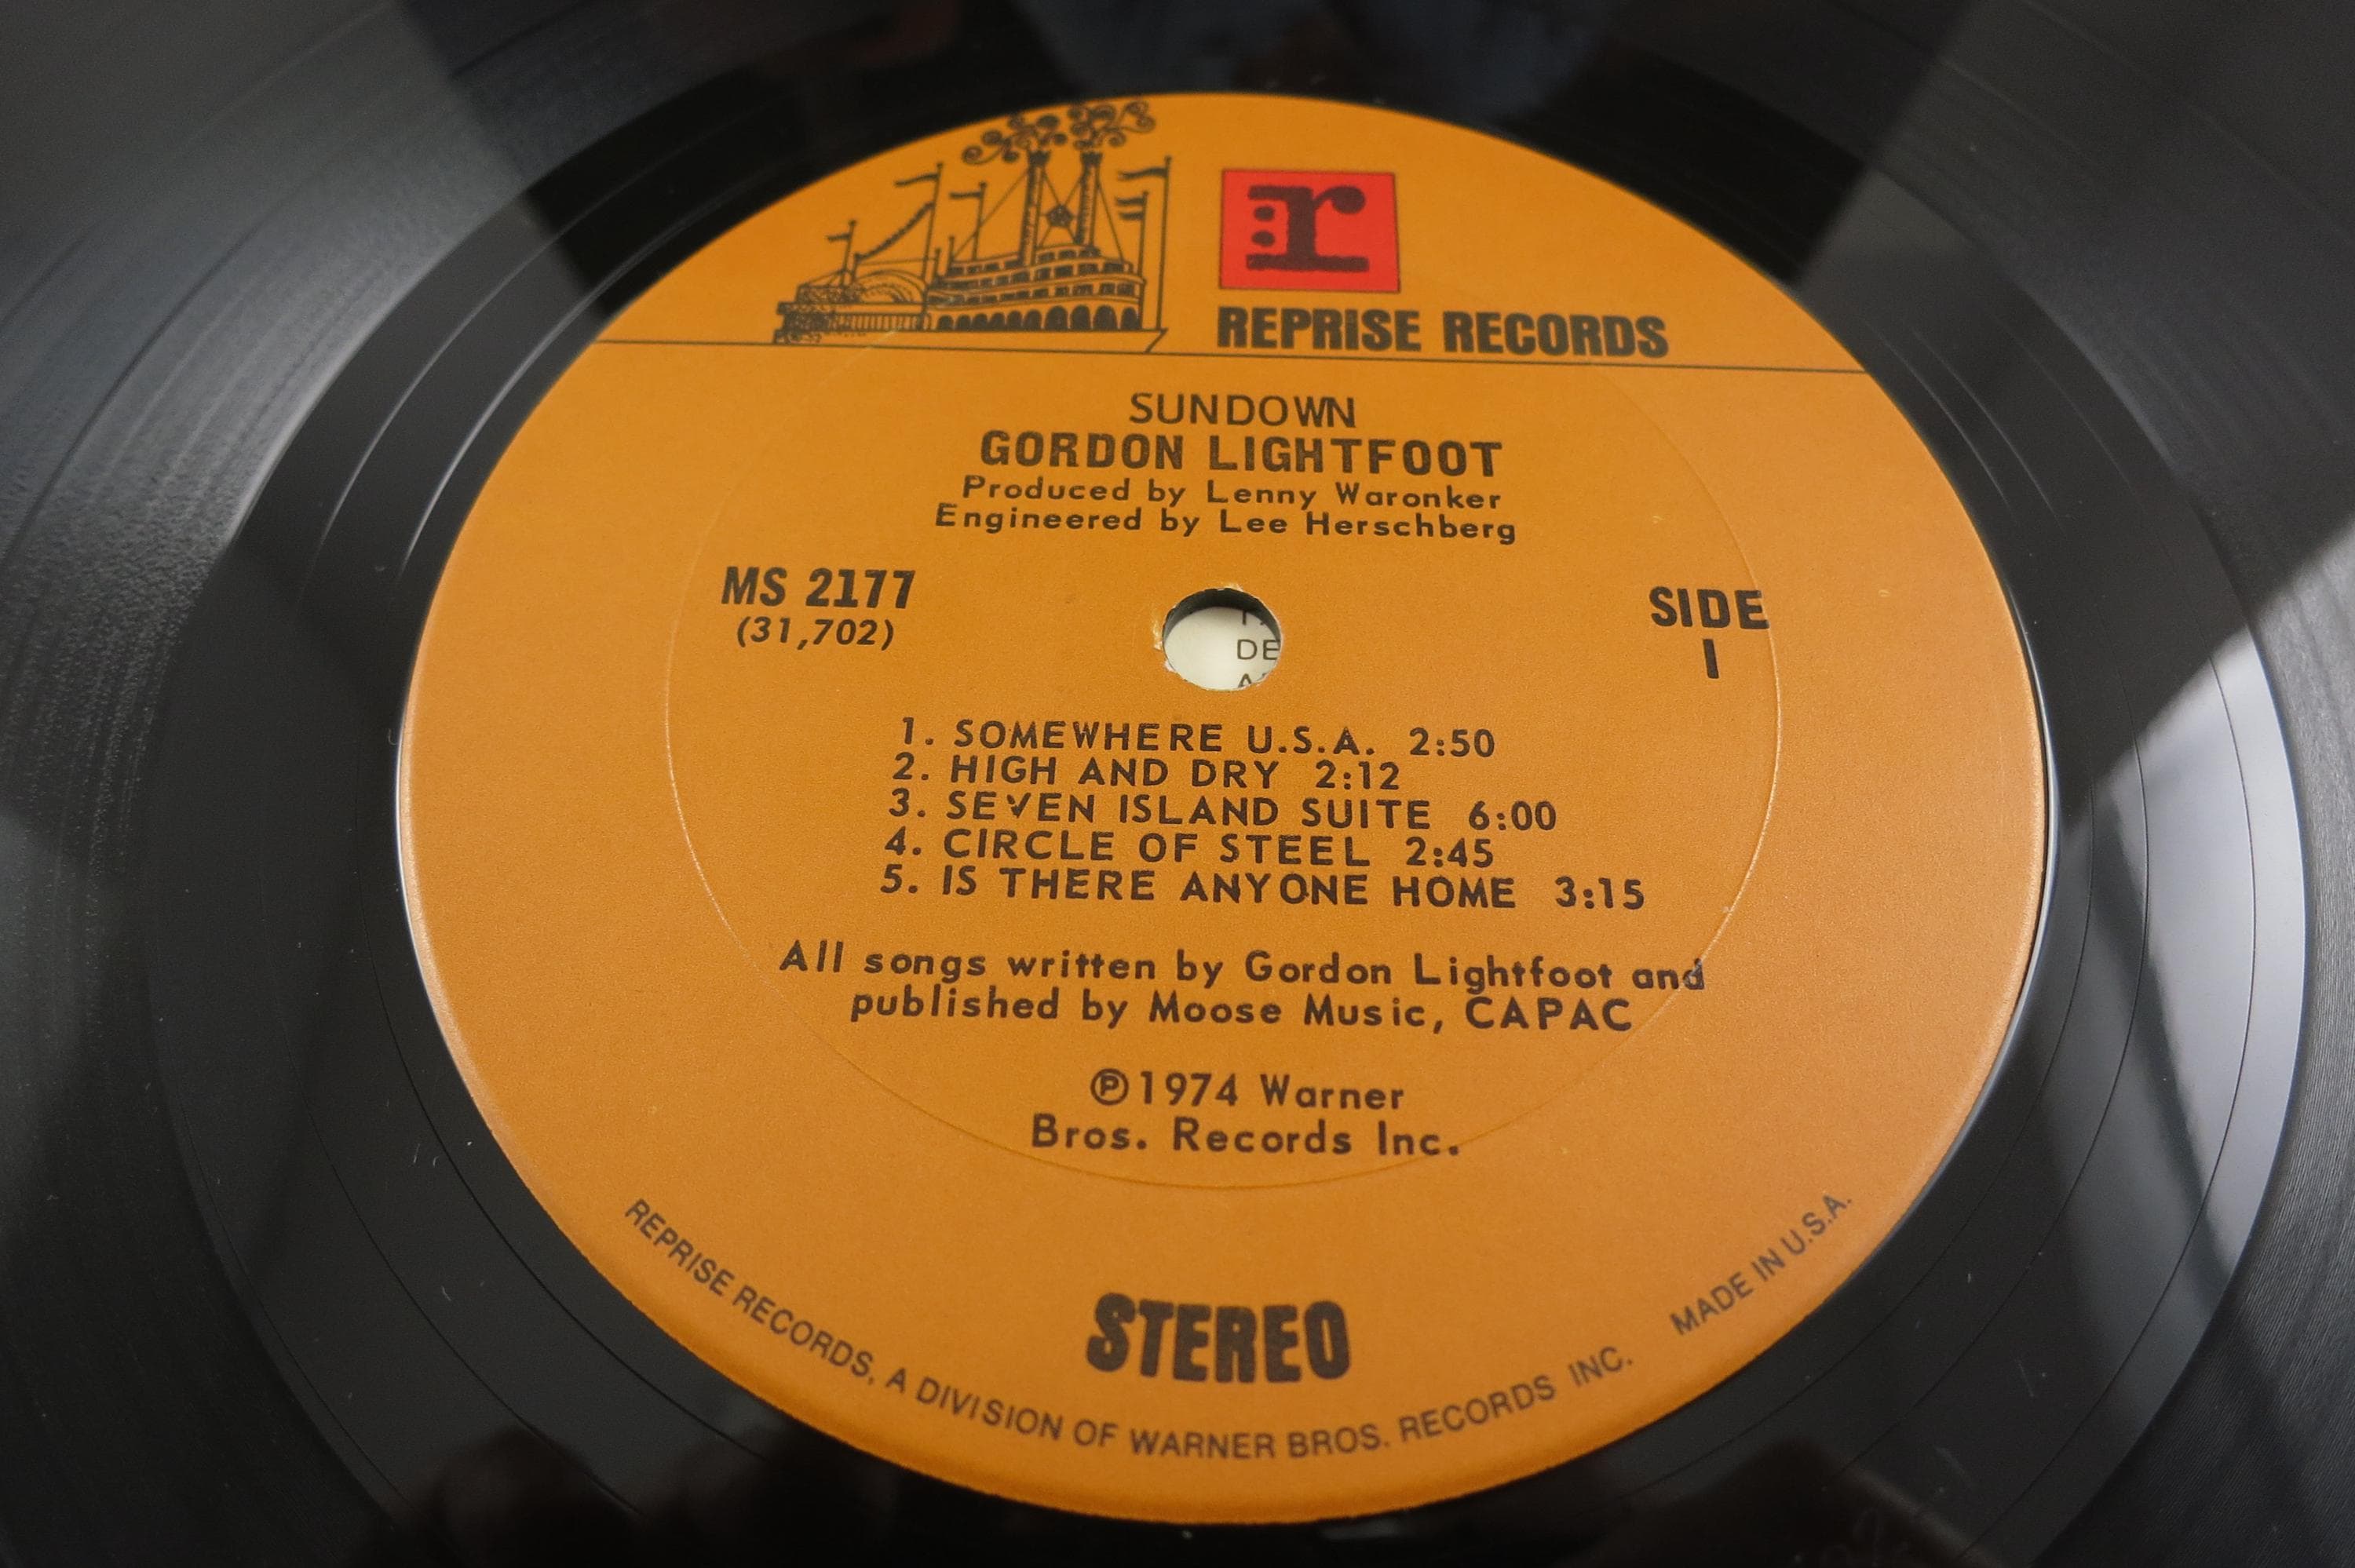 r:
REPRISE RECORDS
SUNDOWN
GORDON LIGHTFOOT
Produced by Lenny Waronker
Engineered by Lee Herschberg
MS 2177
(31,702)
SIDE
1
DE
1. SOMEWHERE U.S.A. 2:50
2. HIGH AND DRY 2:12
3. SEVEN ISLAND SUITE 6:00
4. CIRCLE OF STEEL 2:45
5. IS THERE ANYONE HOME 3:15
All songs written by Gordon Lightfoot and
published by Moose Music, CAPAC
℗1974 Warner
Bros. Records Inc.
STEREO
REPRISE RECORDS, A DIVISION OF WARNER BROS. RECORDS INC. MADE IN U.S.A.